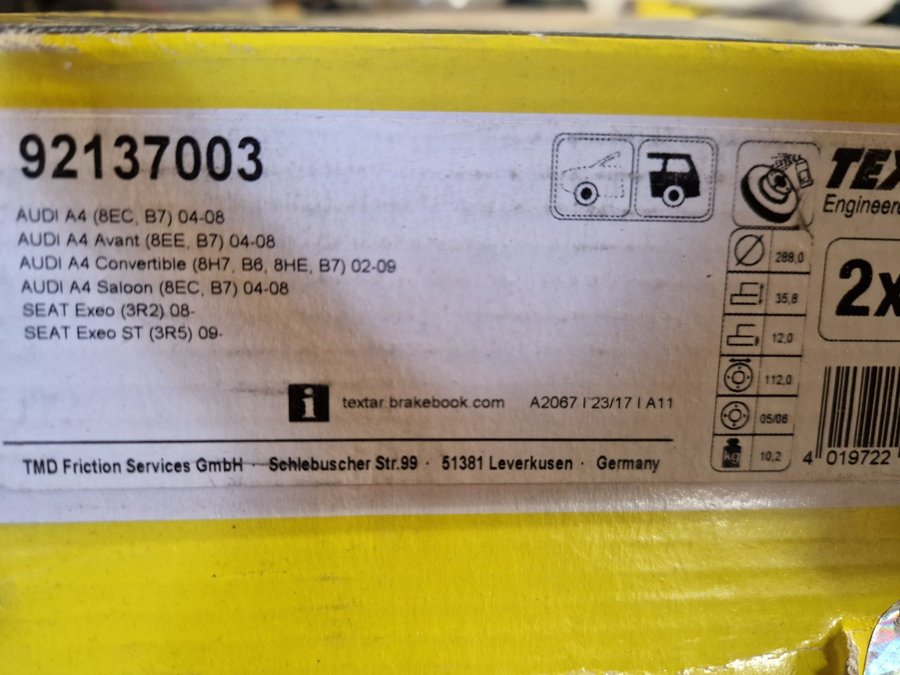 92137003
AUDI A4 (8EC, B7) 04-08
AUDI A4 Avant (8EE, B7) 04-08
AUDI A4 Convertible (8H7, B6, 8HE, B7) 02-09
AUDI A4 Saloon (8EC, B7) 04-08
SEAT Exeo (3R2) 08-
SEAT Exeo ST (3R5) 09-
i textar.brakebook.com A2067 I 23/17 I A11
TMD Friction Services GmbH · Schlebuscher Str.99 · 51381 Leverkusen · Germany
TEX
Engineere
2x
288,0
35,8
12,0
112,0
05/06
kg 10,2
4 019722